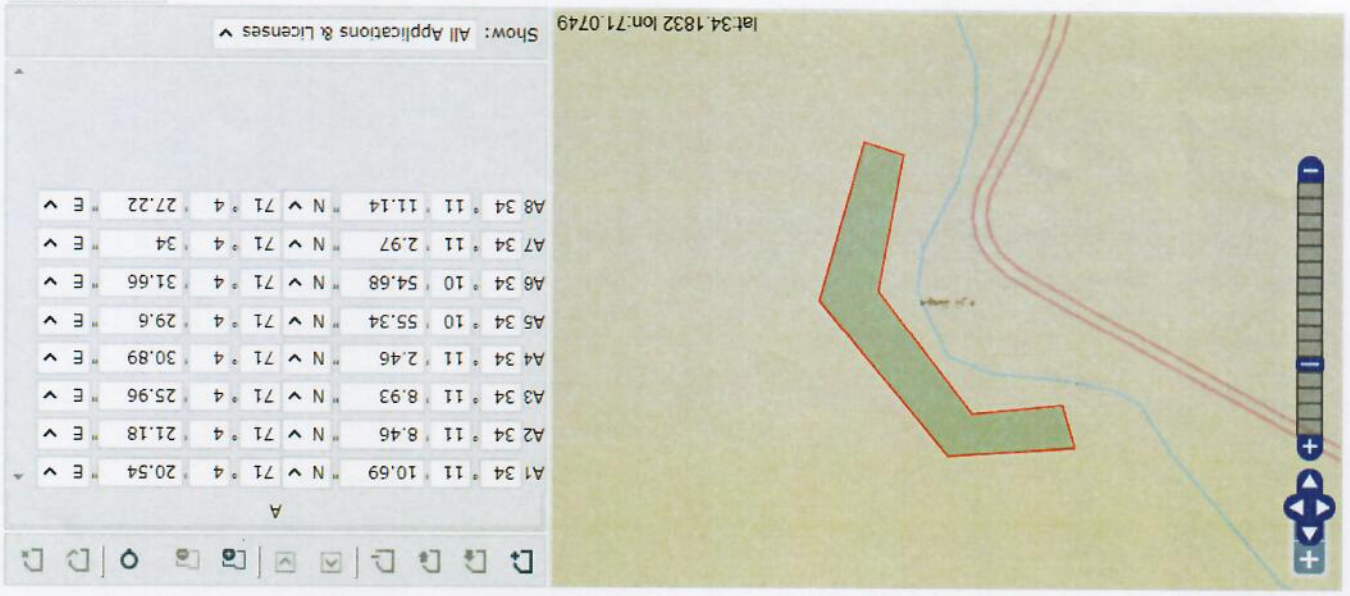 A
A1 34 ° 11 ' 10.69 " N 71 ° 4 ' 20.54 " E
A2 34 ° 11 ' 8.46 " N 71 ° 4 ' 21.18 " E
A3 34 ° 11 ' 8.93 " N 71 ° 4 ' 25.96 " E
A4 34 ° 11 ' 2.46 " N 71 ° 4 ' 30.89 " E
A5 34 ° 10 ' 55.34 " N 71 ° 4 ' 29.6 " E
A6 34 ° 10 ' 54.68 " N 71 ° 4 ' 31.66 " E
A7 34 ° 11 ' 2.97 " N 71 ° 4 ' 34 " E
A8 34 ° 11 ' 11.14 " N 71 ° 4 ' 27.22 " E
Show: All Applications & Licenses
lat:34.1832 lon:71.0749